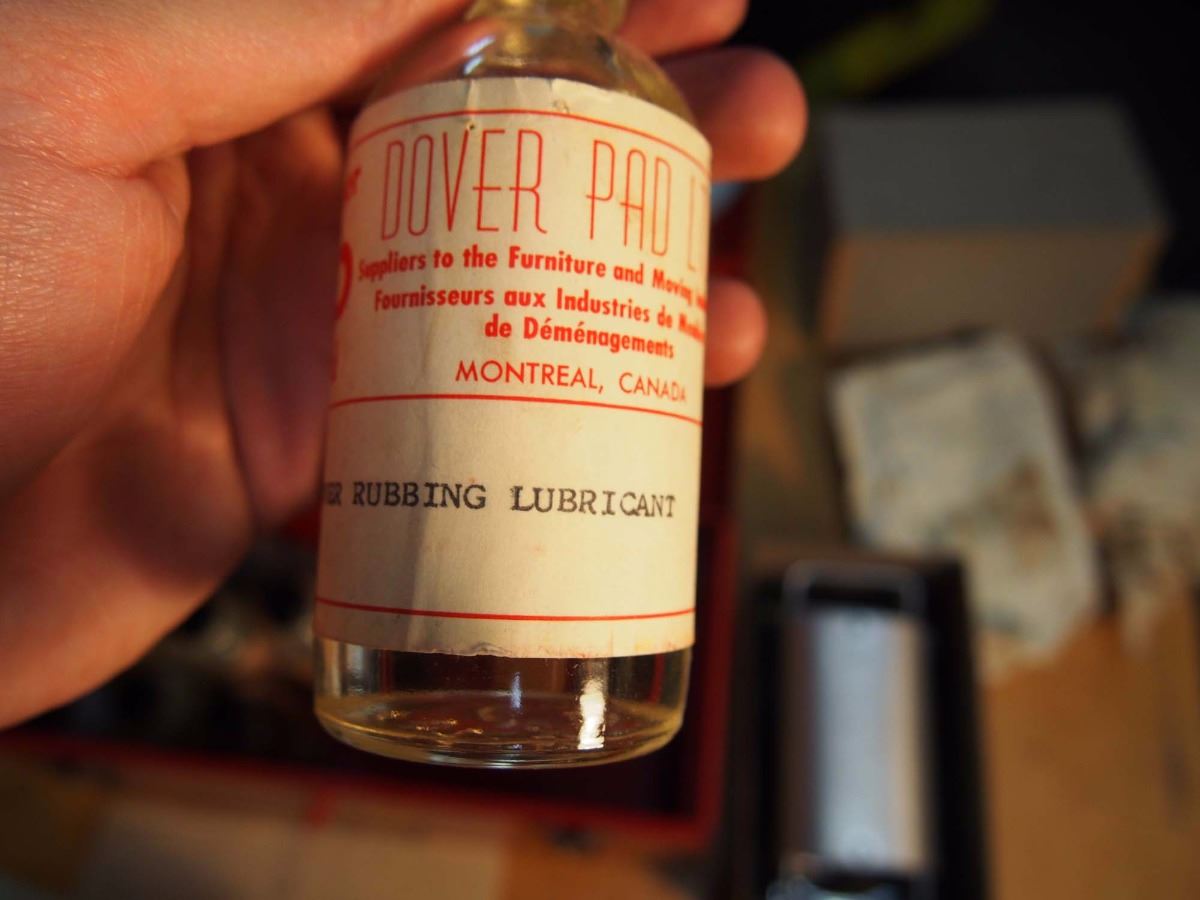 DOVER PAD
Suppliers to the Furniture and Moving
Fournisseurs aux Industries de
de Déménagements
MONTREAL, CANADA
RUBBING LUBRICANT